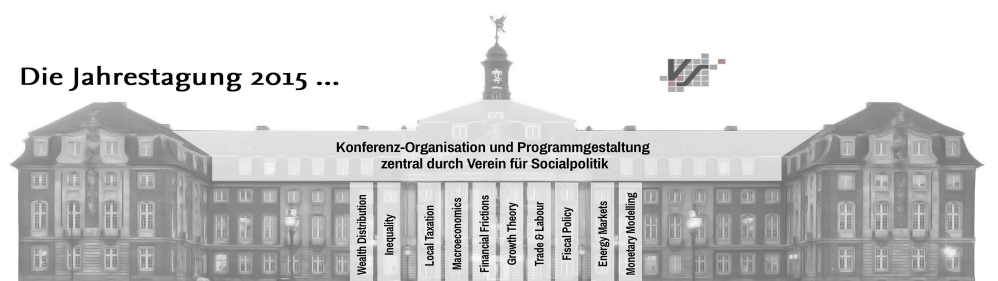 Die Jahrestagung 2015 ...
VS
Konferenz-Organisation und Programmgestaltung
zentral durch Verein für Socialpolitik
Wealth Distribution
Inequality
Local Taxation
Macroeconomics
Financial Frictions
Growth Theory
Trade & Labour
Fiscal Policy
Energy Markets
Monetary Modelling